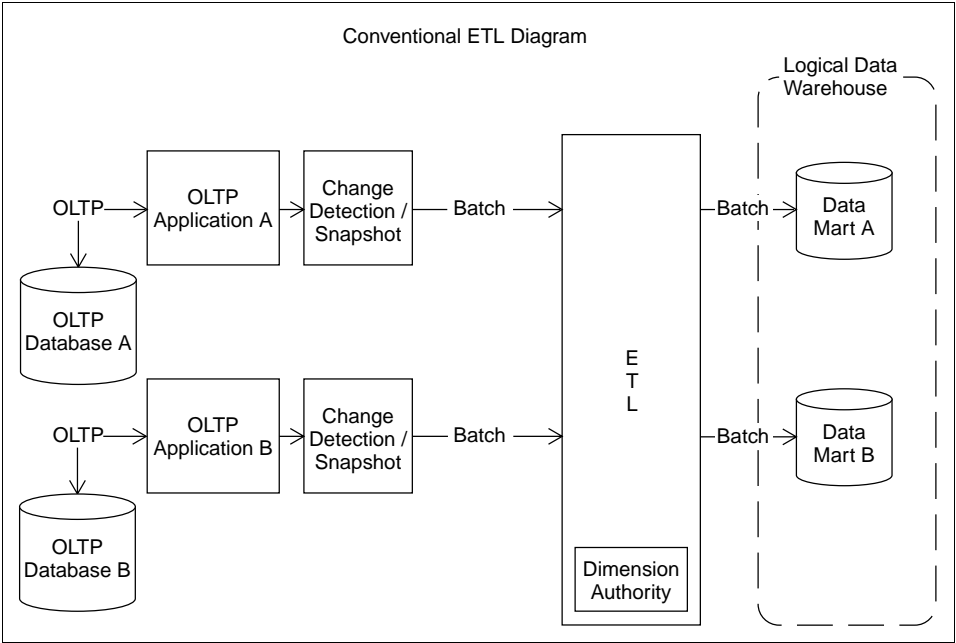 Conventional ETL Diagram
Logical Data
Warehouse
OLTP
OLTP
Application A
Change
Detection /
Snapshot
Batch
Batch
Data
Mart A
OLTP
Database A
E
T
L
OLTP
OLTP
Application B
Change
Detection /
Snapshot
Batch
Batch
Data
Mart B
OLTP
Database B
Dimension
Authority